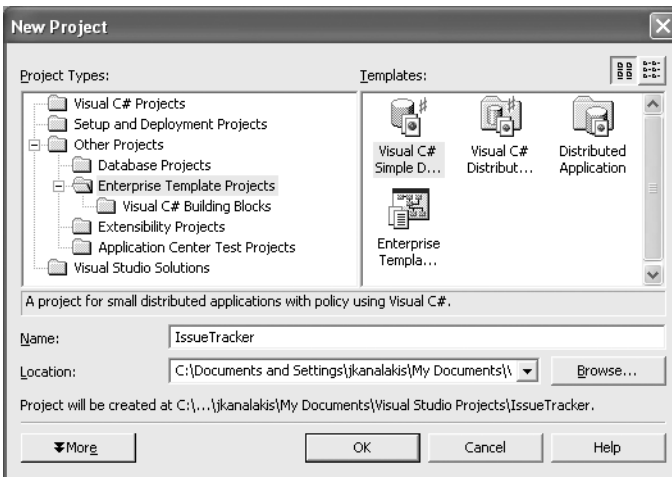 New Project
Project Types:
Templates:
Visual C# Projects
Setup and Deployment Projects
Other Projects
Database Projects
Enterprise Template Projects
Visual C# Building Blocks
Extensibility Projects
Application Center Test Projects
Visual Studio Solutions
Visual C# Simple D...
Visual C# Distribut...
Distributed Application
Enterprise Templa...
A project for small distributed applications with policy using Visual C#.
Name:
IssueTracker
Location:
C:\Documents and Settings\jkanalakis\My Documents\\
Browse...
Project will be created at C:\...\jkanalakis\My Documents\Visual Studio Projects\IssueTracker.
More
OK
Cancel
Help